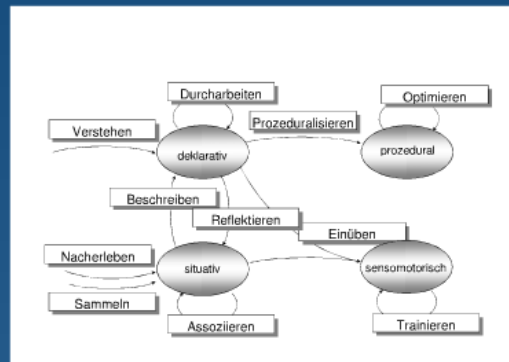 Durcharbeiten
Optimieren
Prozeduralisieren
Verstehen
deklarativ
prozedural
Beschreiben
Reflektieren
Einüben
Nacherleben
situativ
sensomotorisch
Sammeln
Assoziieren
Trainieren